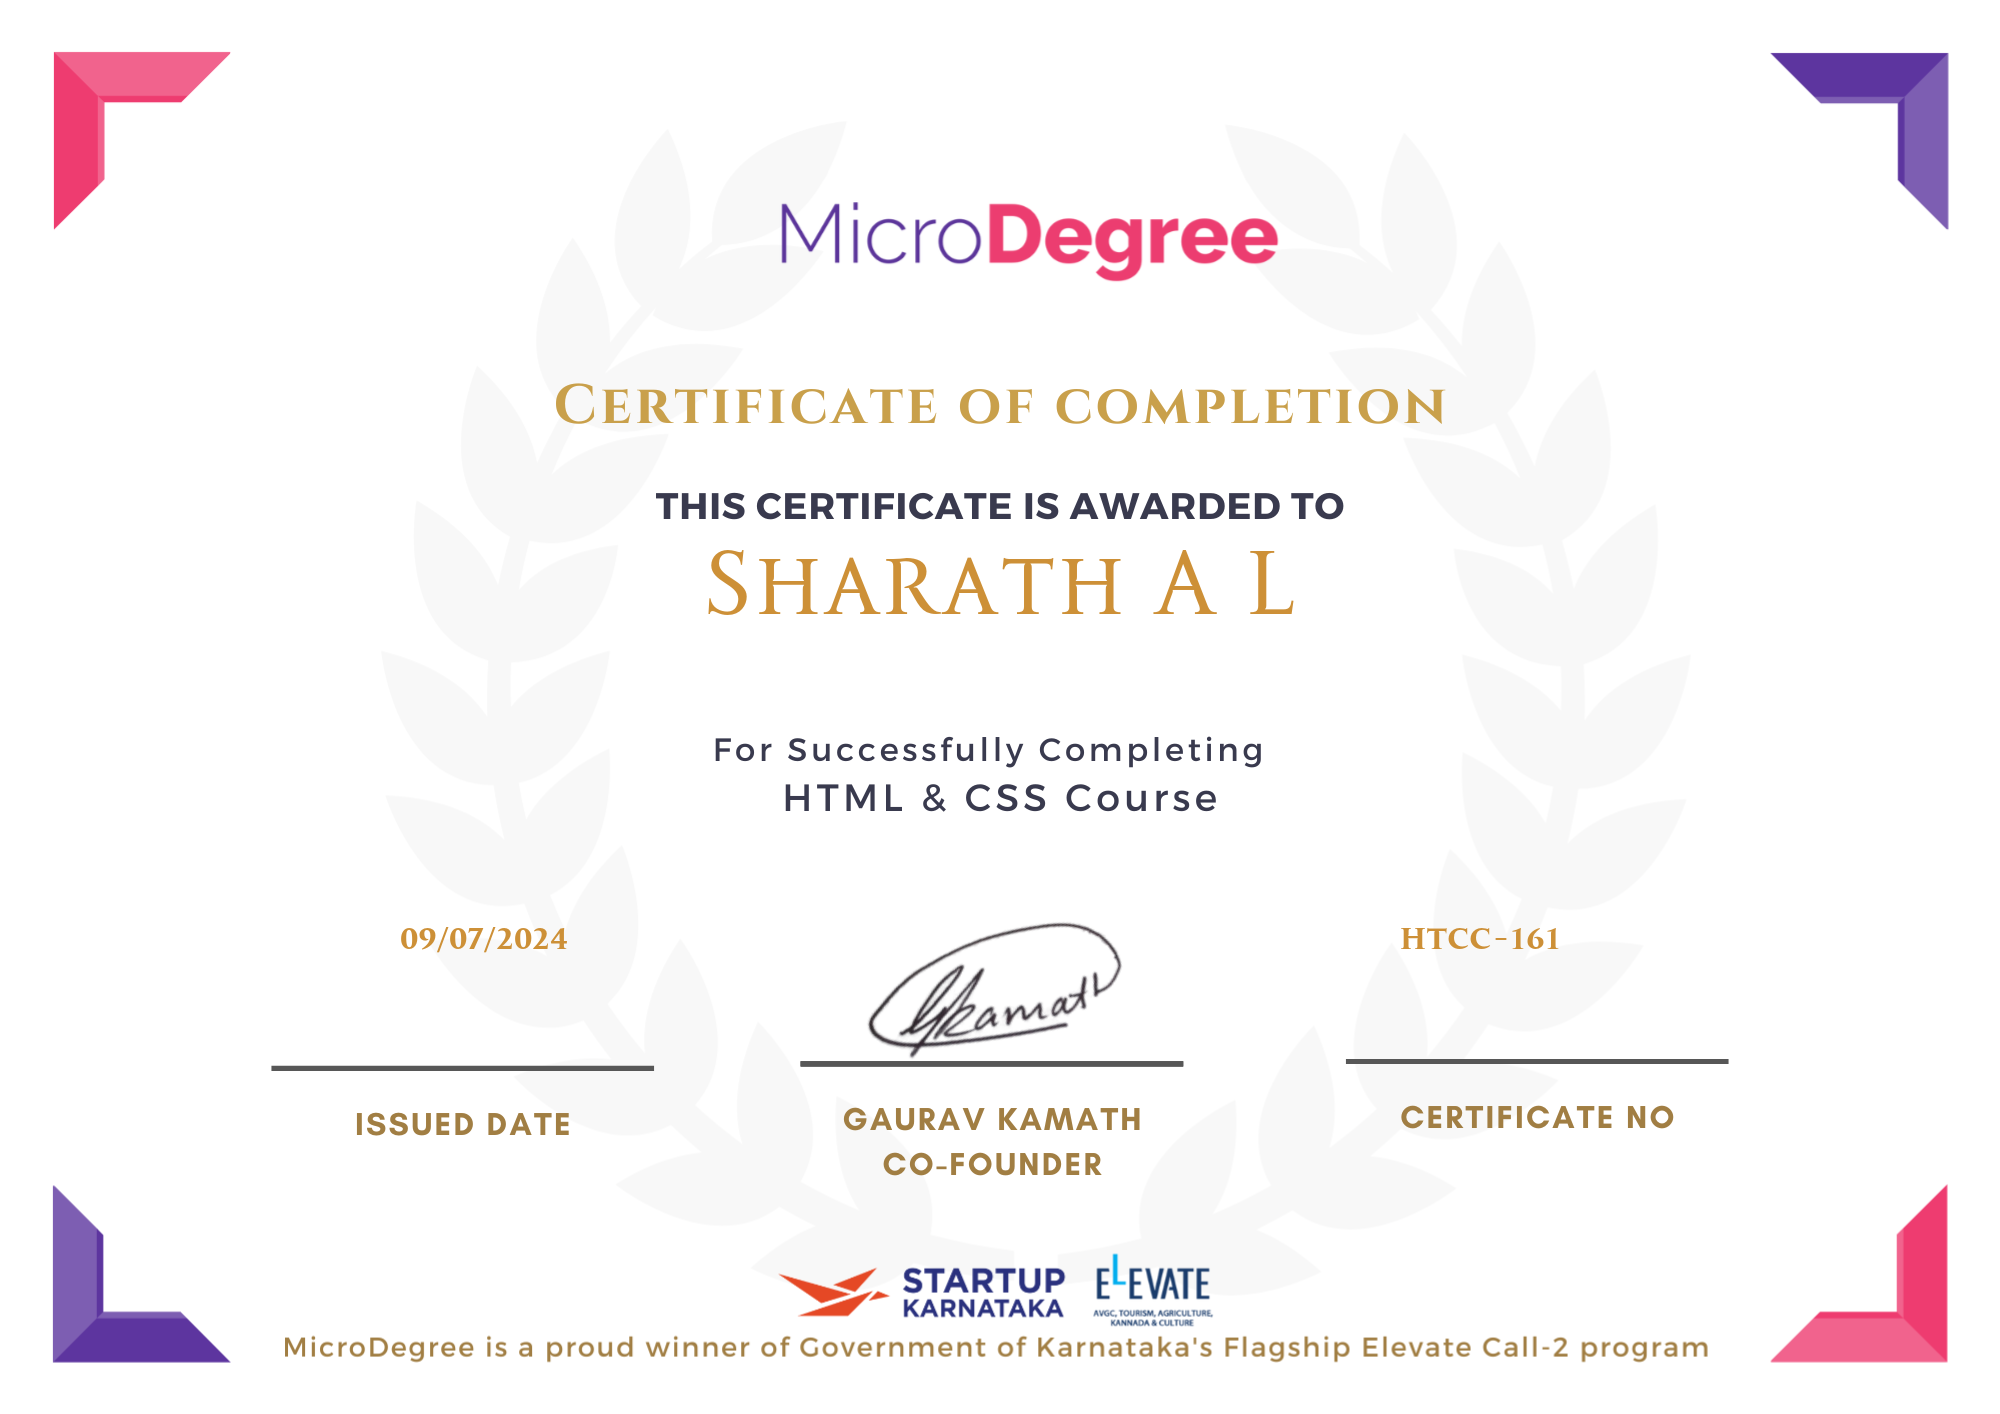 MicroDegree
CERTIFICATE OF COMPLETION
THIS CERTIFICATE IS AWARDED TO
SHARATH A L
For Successfully Completing
HTML & CSS Course
09/07/2024
GKamath
HTCC-161
ISSUED DATE
GAURAV KAMATH
CO-FOUNDER
CERTIFICATE NO
STARTUP
KARNATAKA
ELEVATE
AVGC, TOURISM, AGRICULTURE,
KANNADA & CULTURE
MicroDegree is a proud winner of Government of Karnataka's Flagship Elevate Call-2 program